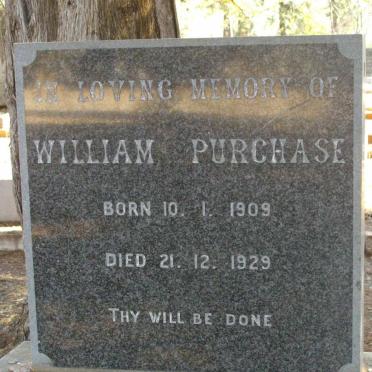 IN LOVING MEMORY OF
WILLIAM PURCHASE
BORN 10. 1. 1909
DIED 21. 12. 1929
THY WILL BE DONE